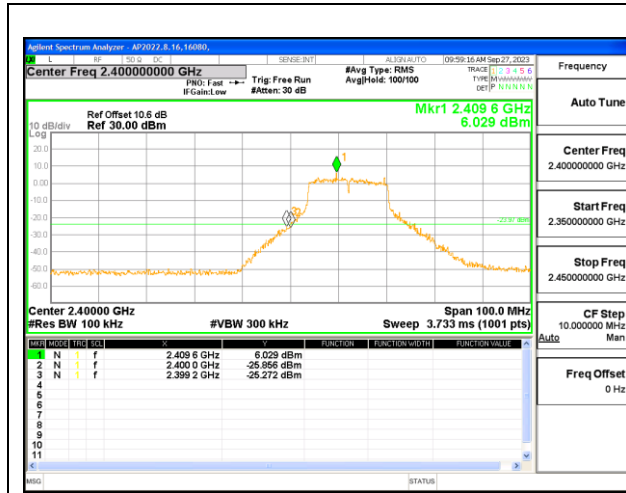 Agilent Spectrum Analyzer - AP2022.8.16,16080,
L RF 50 Ω DC SENSE:INT ALIGN AUTO 09:59:16 AM Sep 27, 2023
Center Freq 2.400000000 GHz
PNO: Fast
IFGain:Low
Trig: Free Run
#Atten: 30 dB
#Avg Type: RMS
Avg|Hold: 100/100
TRACE 1 2 3 4 5 6
TYPE
DET P N N N N N
Frequency
Auto Tune
Ref Offset 10.6 dB
10 dB/div Ref 30.00 dBm
Log
Mkr1 2.409 6 GHz
6.029 dBm
20.0
10.0
0.00
-10.0
-20.0
-30.0
-40.0
-50.0
-60.0
1
Center 2.40000 GHz Span 100.0 MHz
#Res BW 100 kHz #VBW 300 kHz Sweep 3.733 ms (1001 pts)
MKR MODE TRC SCL X Y FUNCTION FUNCTION WIDTH FUNCTION VALUE
1 N 1 f 2.409 6 GHz 6.029 dBm
2 N 1 f 2.400 0 GHz -25.856 dBm
3 N 1 f 2.399 2 GHz -25.272 dBm
4
5
6
7
8
9
10
11
Center Freq
2.400000000 GHz
Start Freq
2.350000000 GHz
Stop Freq
2.450000000 GHz
CF Step
10.000000 MHz
Auto Man
Freq Offset
0 Hz
MSG STATUS